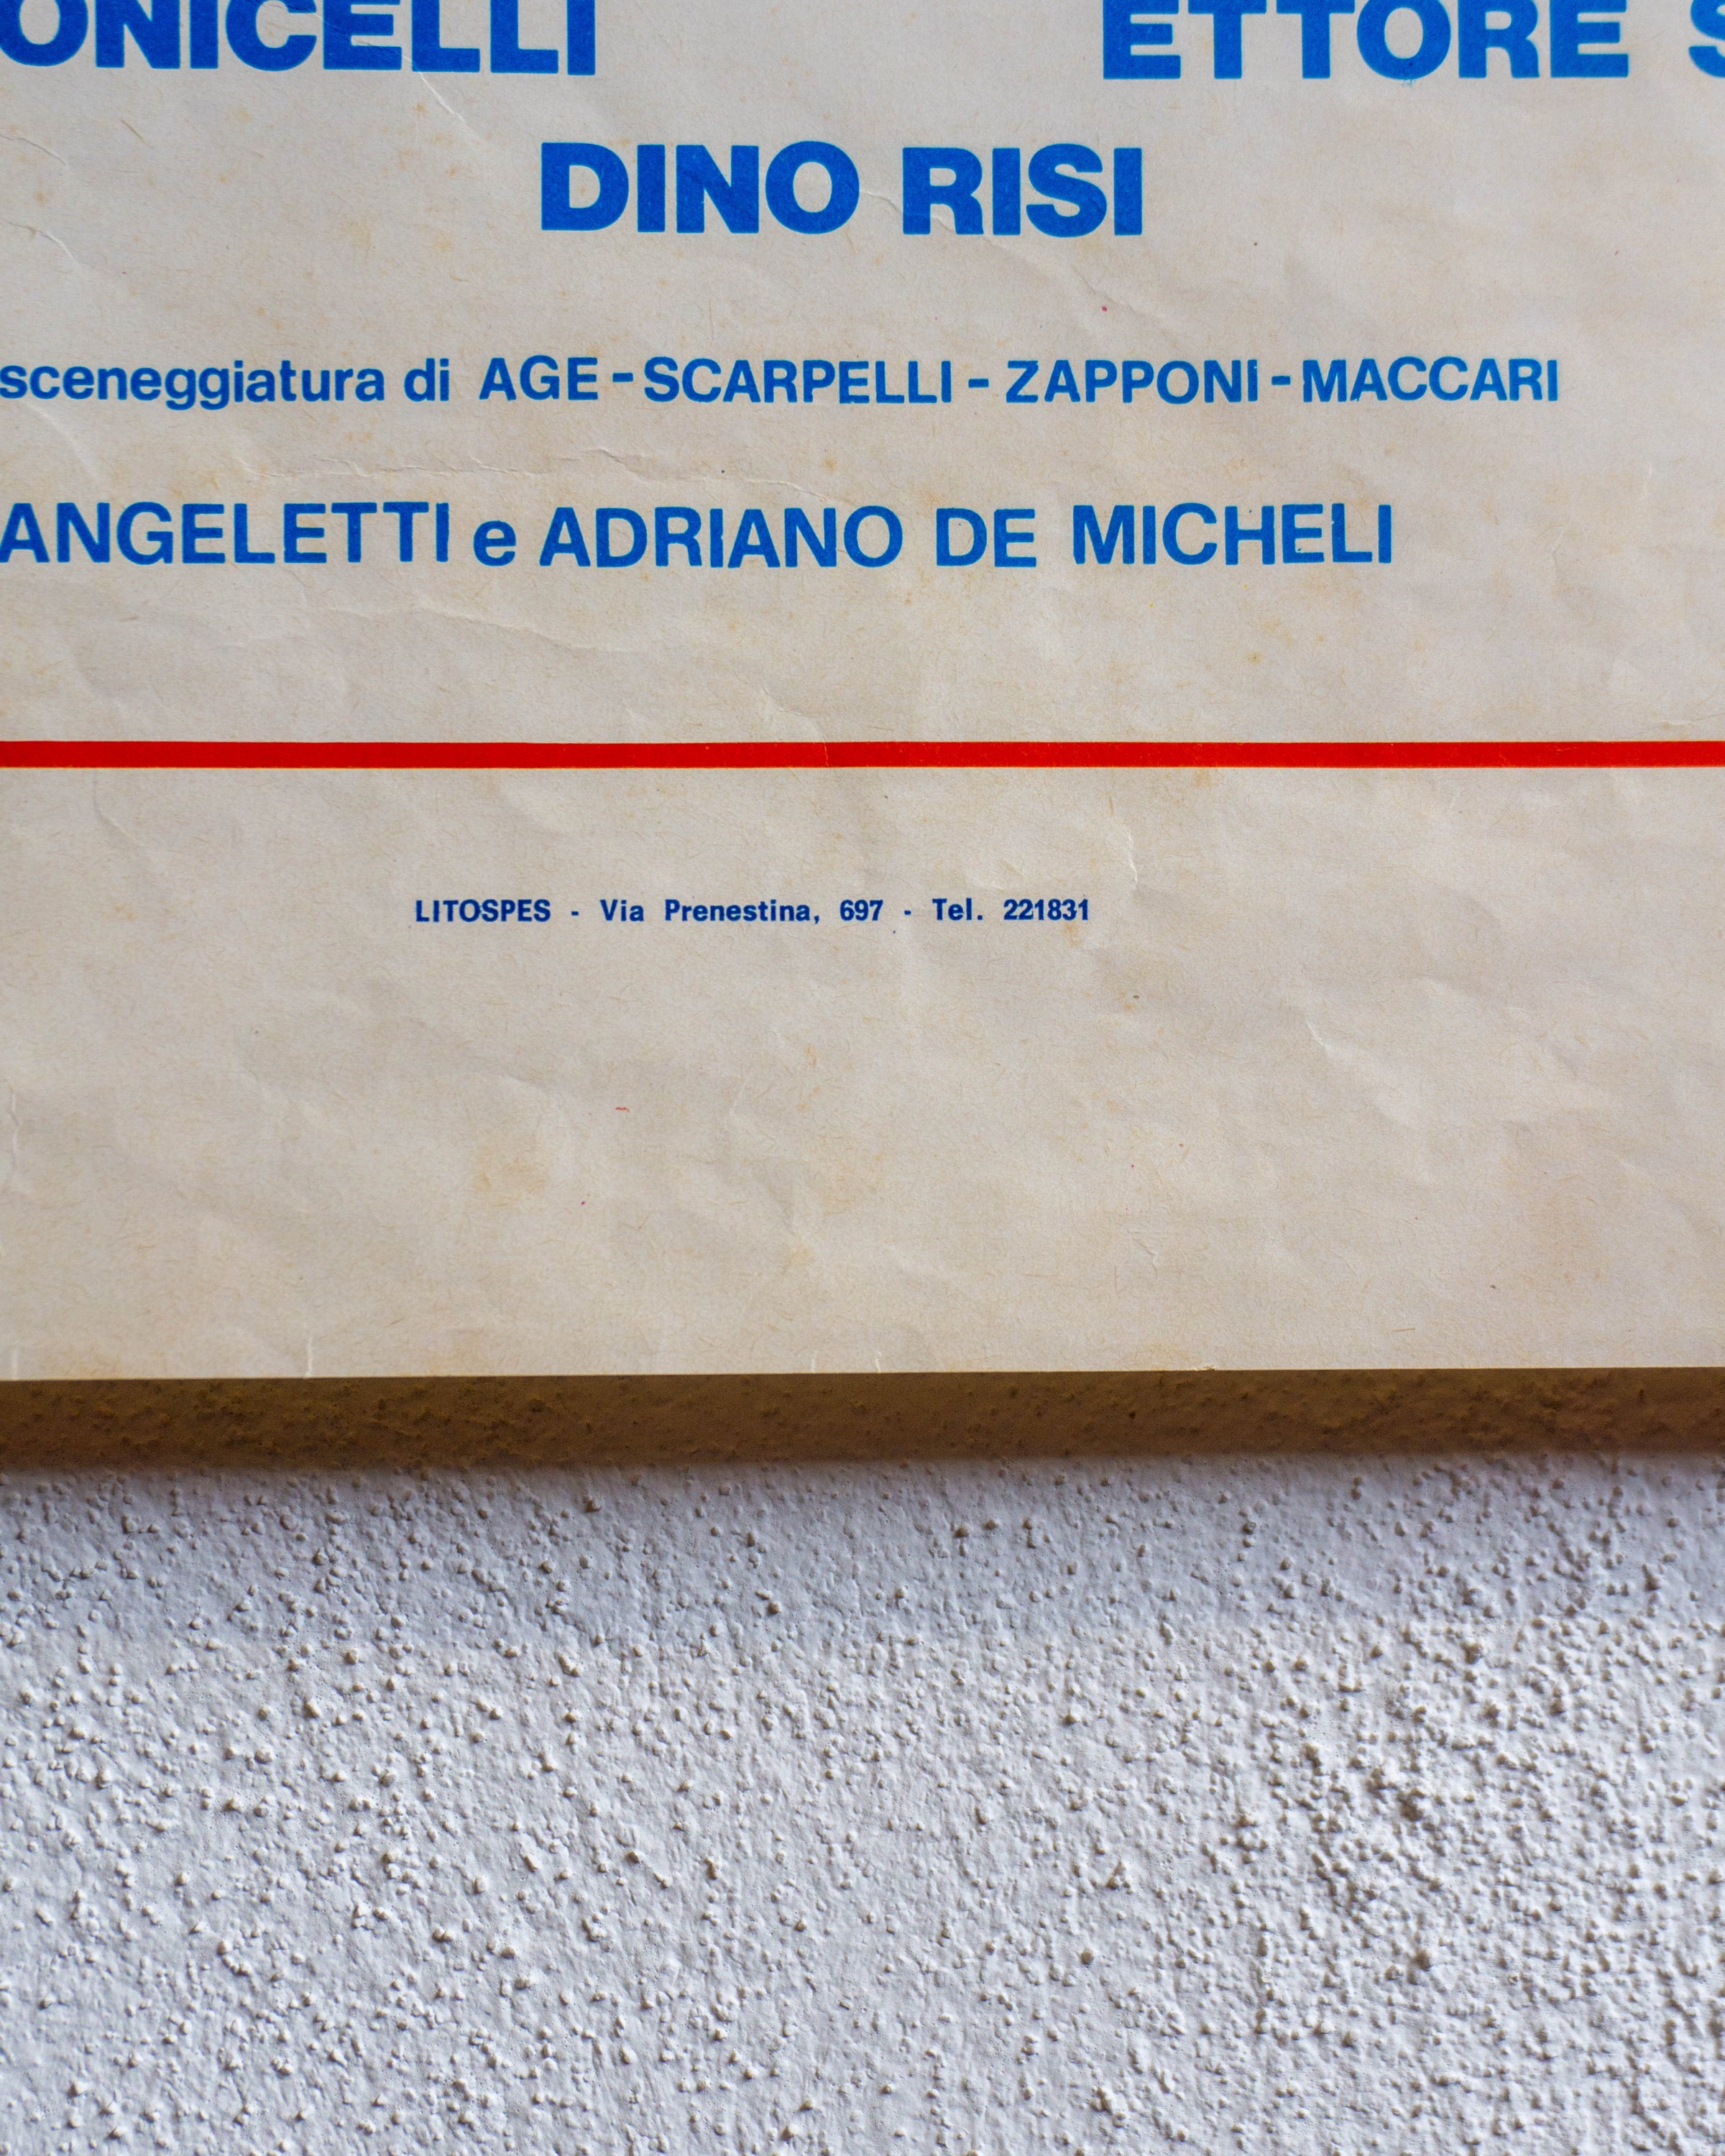 ONICELLI ETTORE S
DINO RISI
sceneggiatura di AGE - SCARPELLI - ZAPPONI - MACCARI
ANGELETTI e ADRIANO DE MICHELI
LITOSPES - Via Prenestina, 697 - Tel. 221831